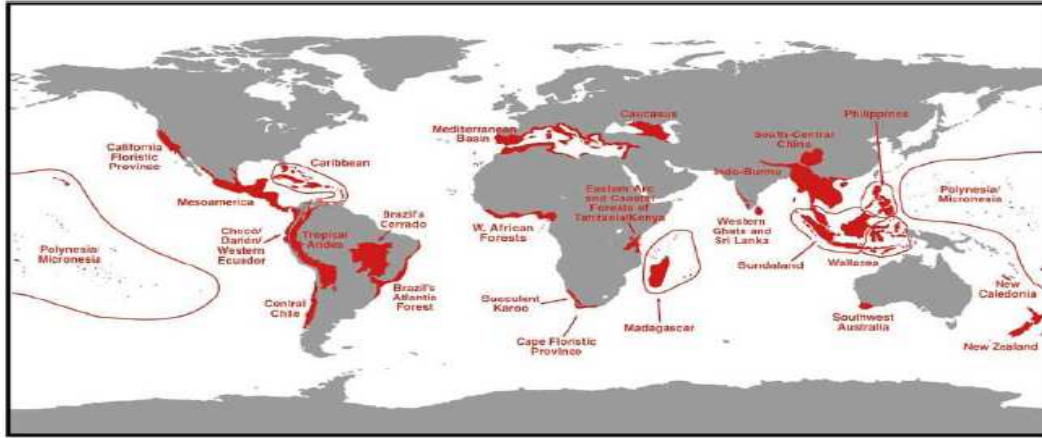 California
Floristic
Province
Polynesia/
Micronesia
Mesoamerica
Caribbean
Chocó/
Darién/
Western
Ecuador
Tropical
Andes
Brazil's
Cerrado
Central
Chile
Brazil's
Atlantic
Forest
Mediterranean
Basin
Caucasus
W. African
Forests
Eastern Arc
and Coastal
Forests of
Tanzania/Kenya
Succulent
Karoo
Cape Floristic
Province
Madagascar
South-Central
China
Indo-Burma
Western
Ghats and
Sri Lanka
Philippines
Sundaland
Wallacea
Polynesia/
Micronesia
New
Caledonia
Southwest
Australia
New Zealand